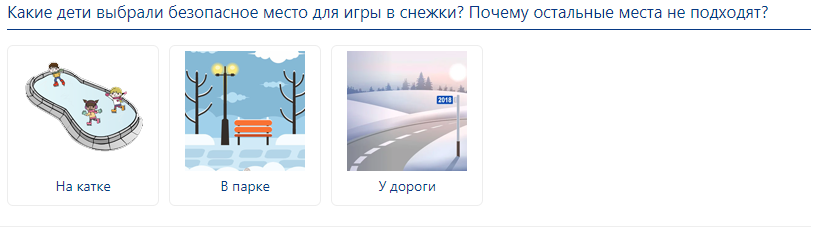 Какие дети выбрали безопасное место для игры в снежки? Почему остальные места не подходят?
2018
На катке
В парке
У дороги